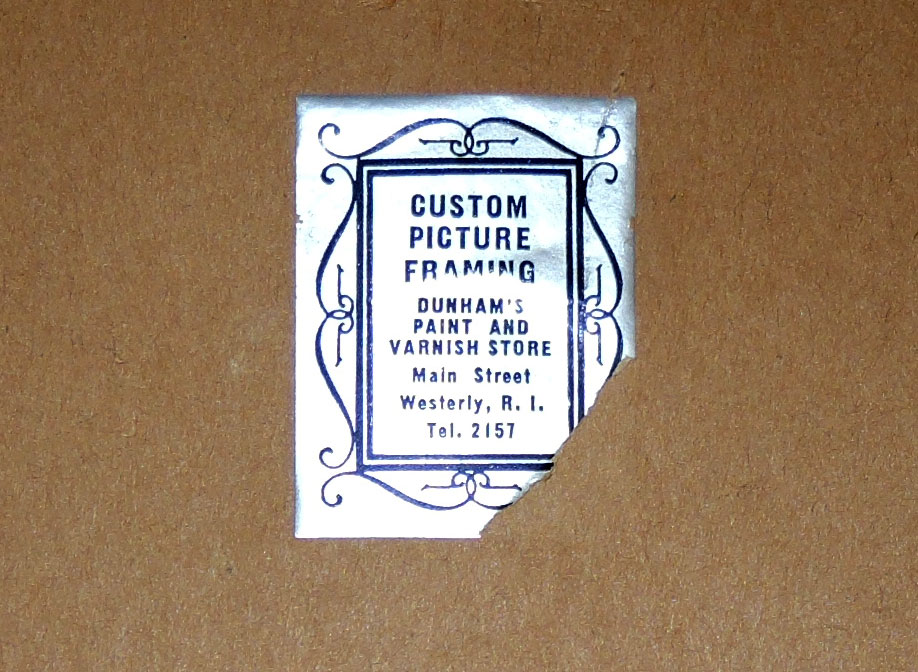 CUSTOM
PICTURE
FRAMING
DUNHAM'S
PAINT AND
VARNISH STORE
Main Street
Westerly, R. I.
Tel. 2157